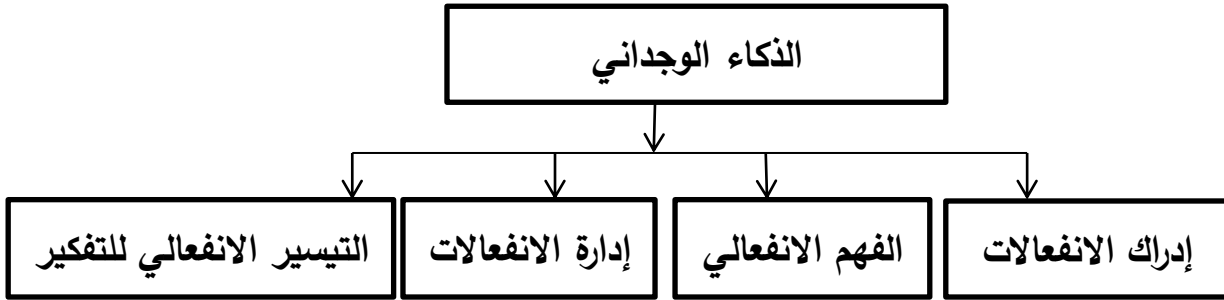 الذكاء الوجداني
إدراك الانفعالات
الفهم الانفعالي
إدارة الانفعالات
التيسير الانفعالي للتفكير